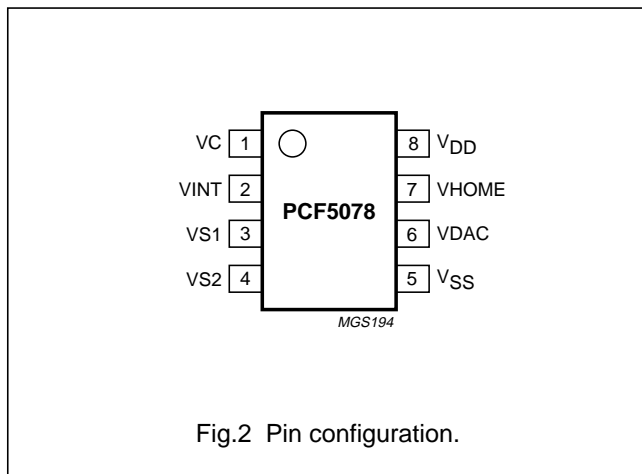 VC 1 8 VDD
VINT 2 7 VHOME
PCF5078
VS1 3 6 VDAC
VS2 4 5 VSS
MGS194
Fig.2 Pin configuration.